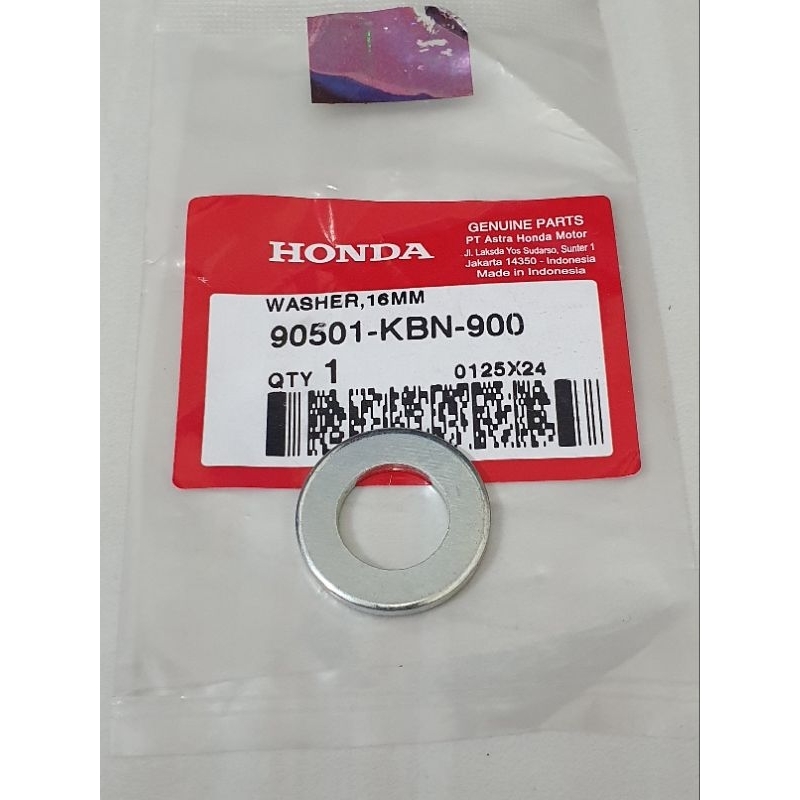 GENUINE PARTS
PT Astra Honda Motor
Jl. Laksda Yos Sudarso, Sunter 1
Jakarta 14350 - Indonesia
Made in Indonesia
HONDA
WASHER,16MM
90501-KBN-900
QTY 1
0125X24